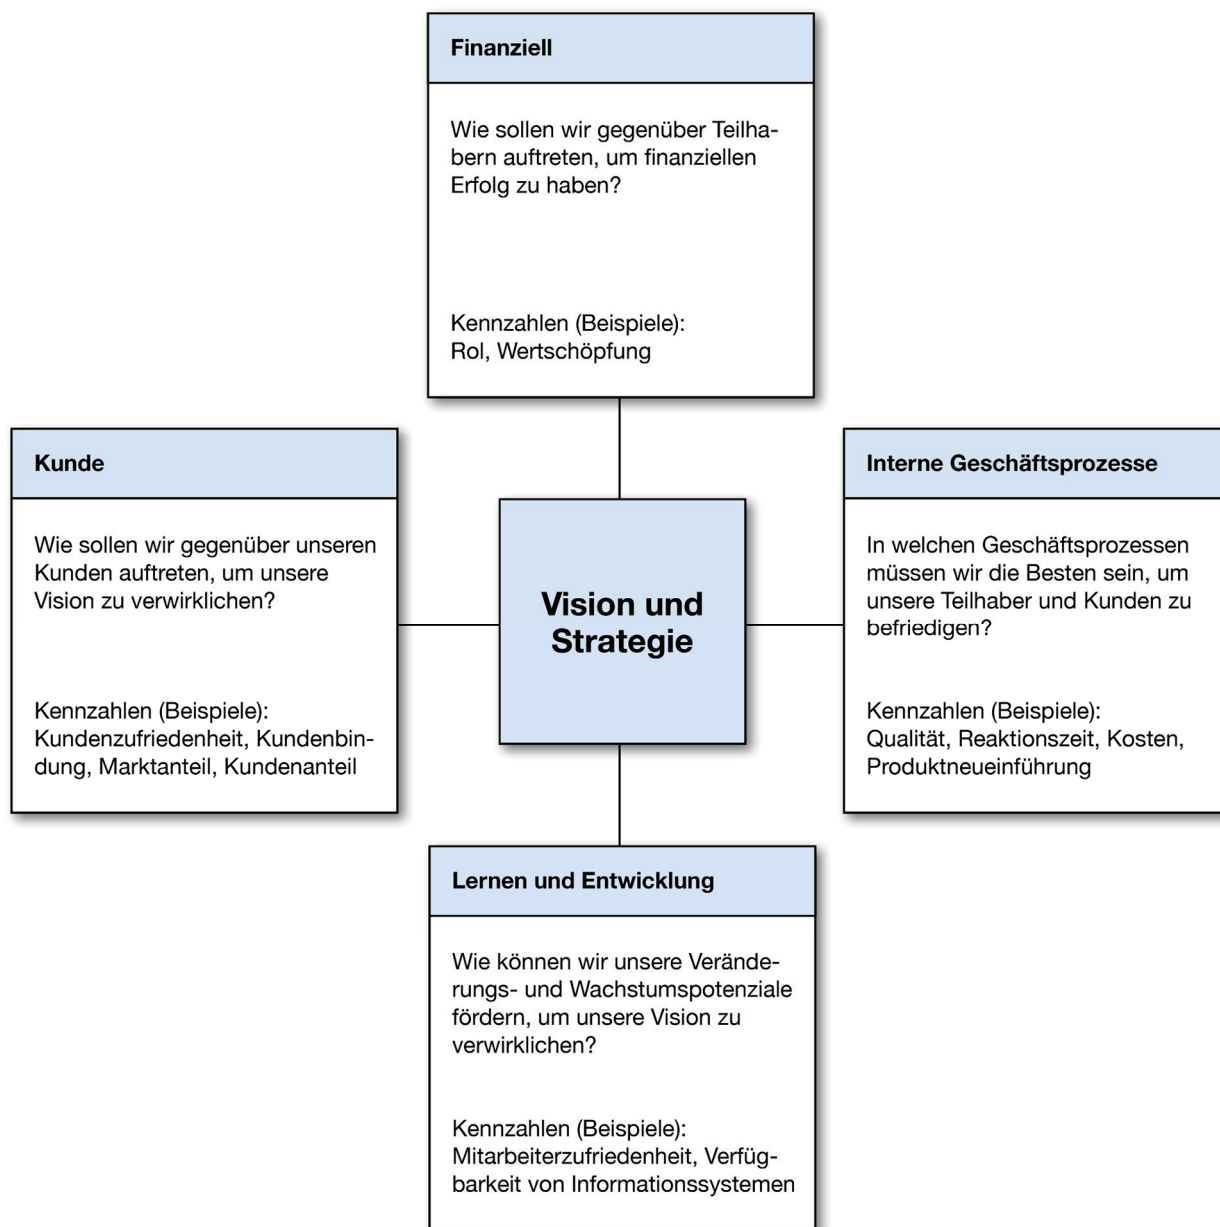 Finanziell
Wie sollen wir gegenüber Teilha-
bern auftreten, um finanziellen
Erfolg zu haben?
Kennzahlen (Beispiele):
RoI, Wertschöpfung
Kunde
Wie sollen wir gegenüber unseren
Kunden auftreten, um unsere
Vision zu verwirklichen?
Kennzahlen (Beispiele):
Kundenzufriedenheit, Kundenbin-
dung, Marktanteil, Kundenanteil
Vision und
Strategie
Interne Geschäftsprozesse
In welchen Geschäftsprozessen
müssen wir die Besten sein, um
unsere Teilhaber und Kunden zu
befriedigen?
Kennzahlen (Beispiele):
Qualität, Reaktionszeit, Kosten,
Produktneueinführung
Lernen und Entwicklung
Wie können wir unsere Verände-
rungs- und Wachstumspotenziale
fördern, um unsere Vision zu
verwirklichen?
Kennzahlen (Beispiele):
Mitarbeiterzufriedenheit, Verfüg-
barkeit von Informationssystemen